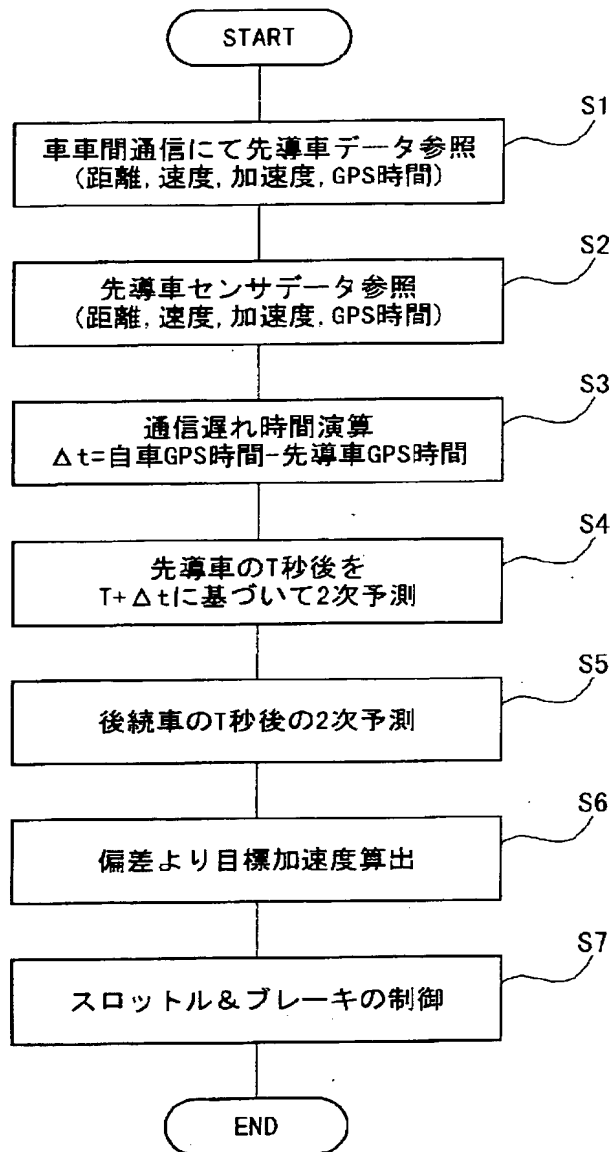 START
S1
車車間通信にて先導車データ参照
(距離,速度,加速度,GPS時間)
S2
先導車センサデータ参照
(距離,速度,加速度,GPS時間)
S3
通信遅れ時間演算
Δt=自車GPS時間-先導車GPS時間
S4
先導車のT秒後を
T+Δtに基づいて2次予測
S5
後続車のT秒後の2次予測
S6
偏差より目標加速度算出
S7
スロットル&ブレーキの制御
END